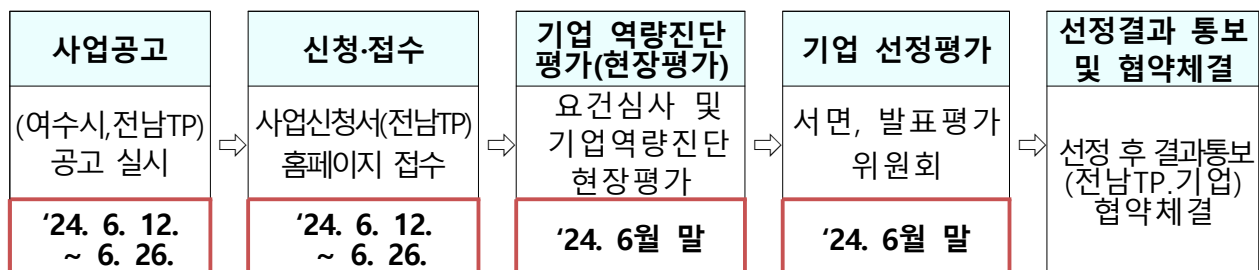 사업공고
(여수시,전남TP)
공고 실시
‘24. 6. 12.
~ 6. 26.
신청·접수
사업신청서(전남TP)
홈페이지 접수
‘24. 6. 12.
~ 6. 26.
기업 역량진단
평가(현장평가)
요건심사 및
기업역량진단
현장평가
‘24. 6월 말
기업 선정평가
서면, 발표평가
위원회
‘24. 6월 말
선정결과 통보
및 협약체결
선정 후 결과통보
(전남TP.기업)
협약체결